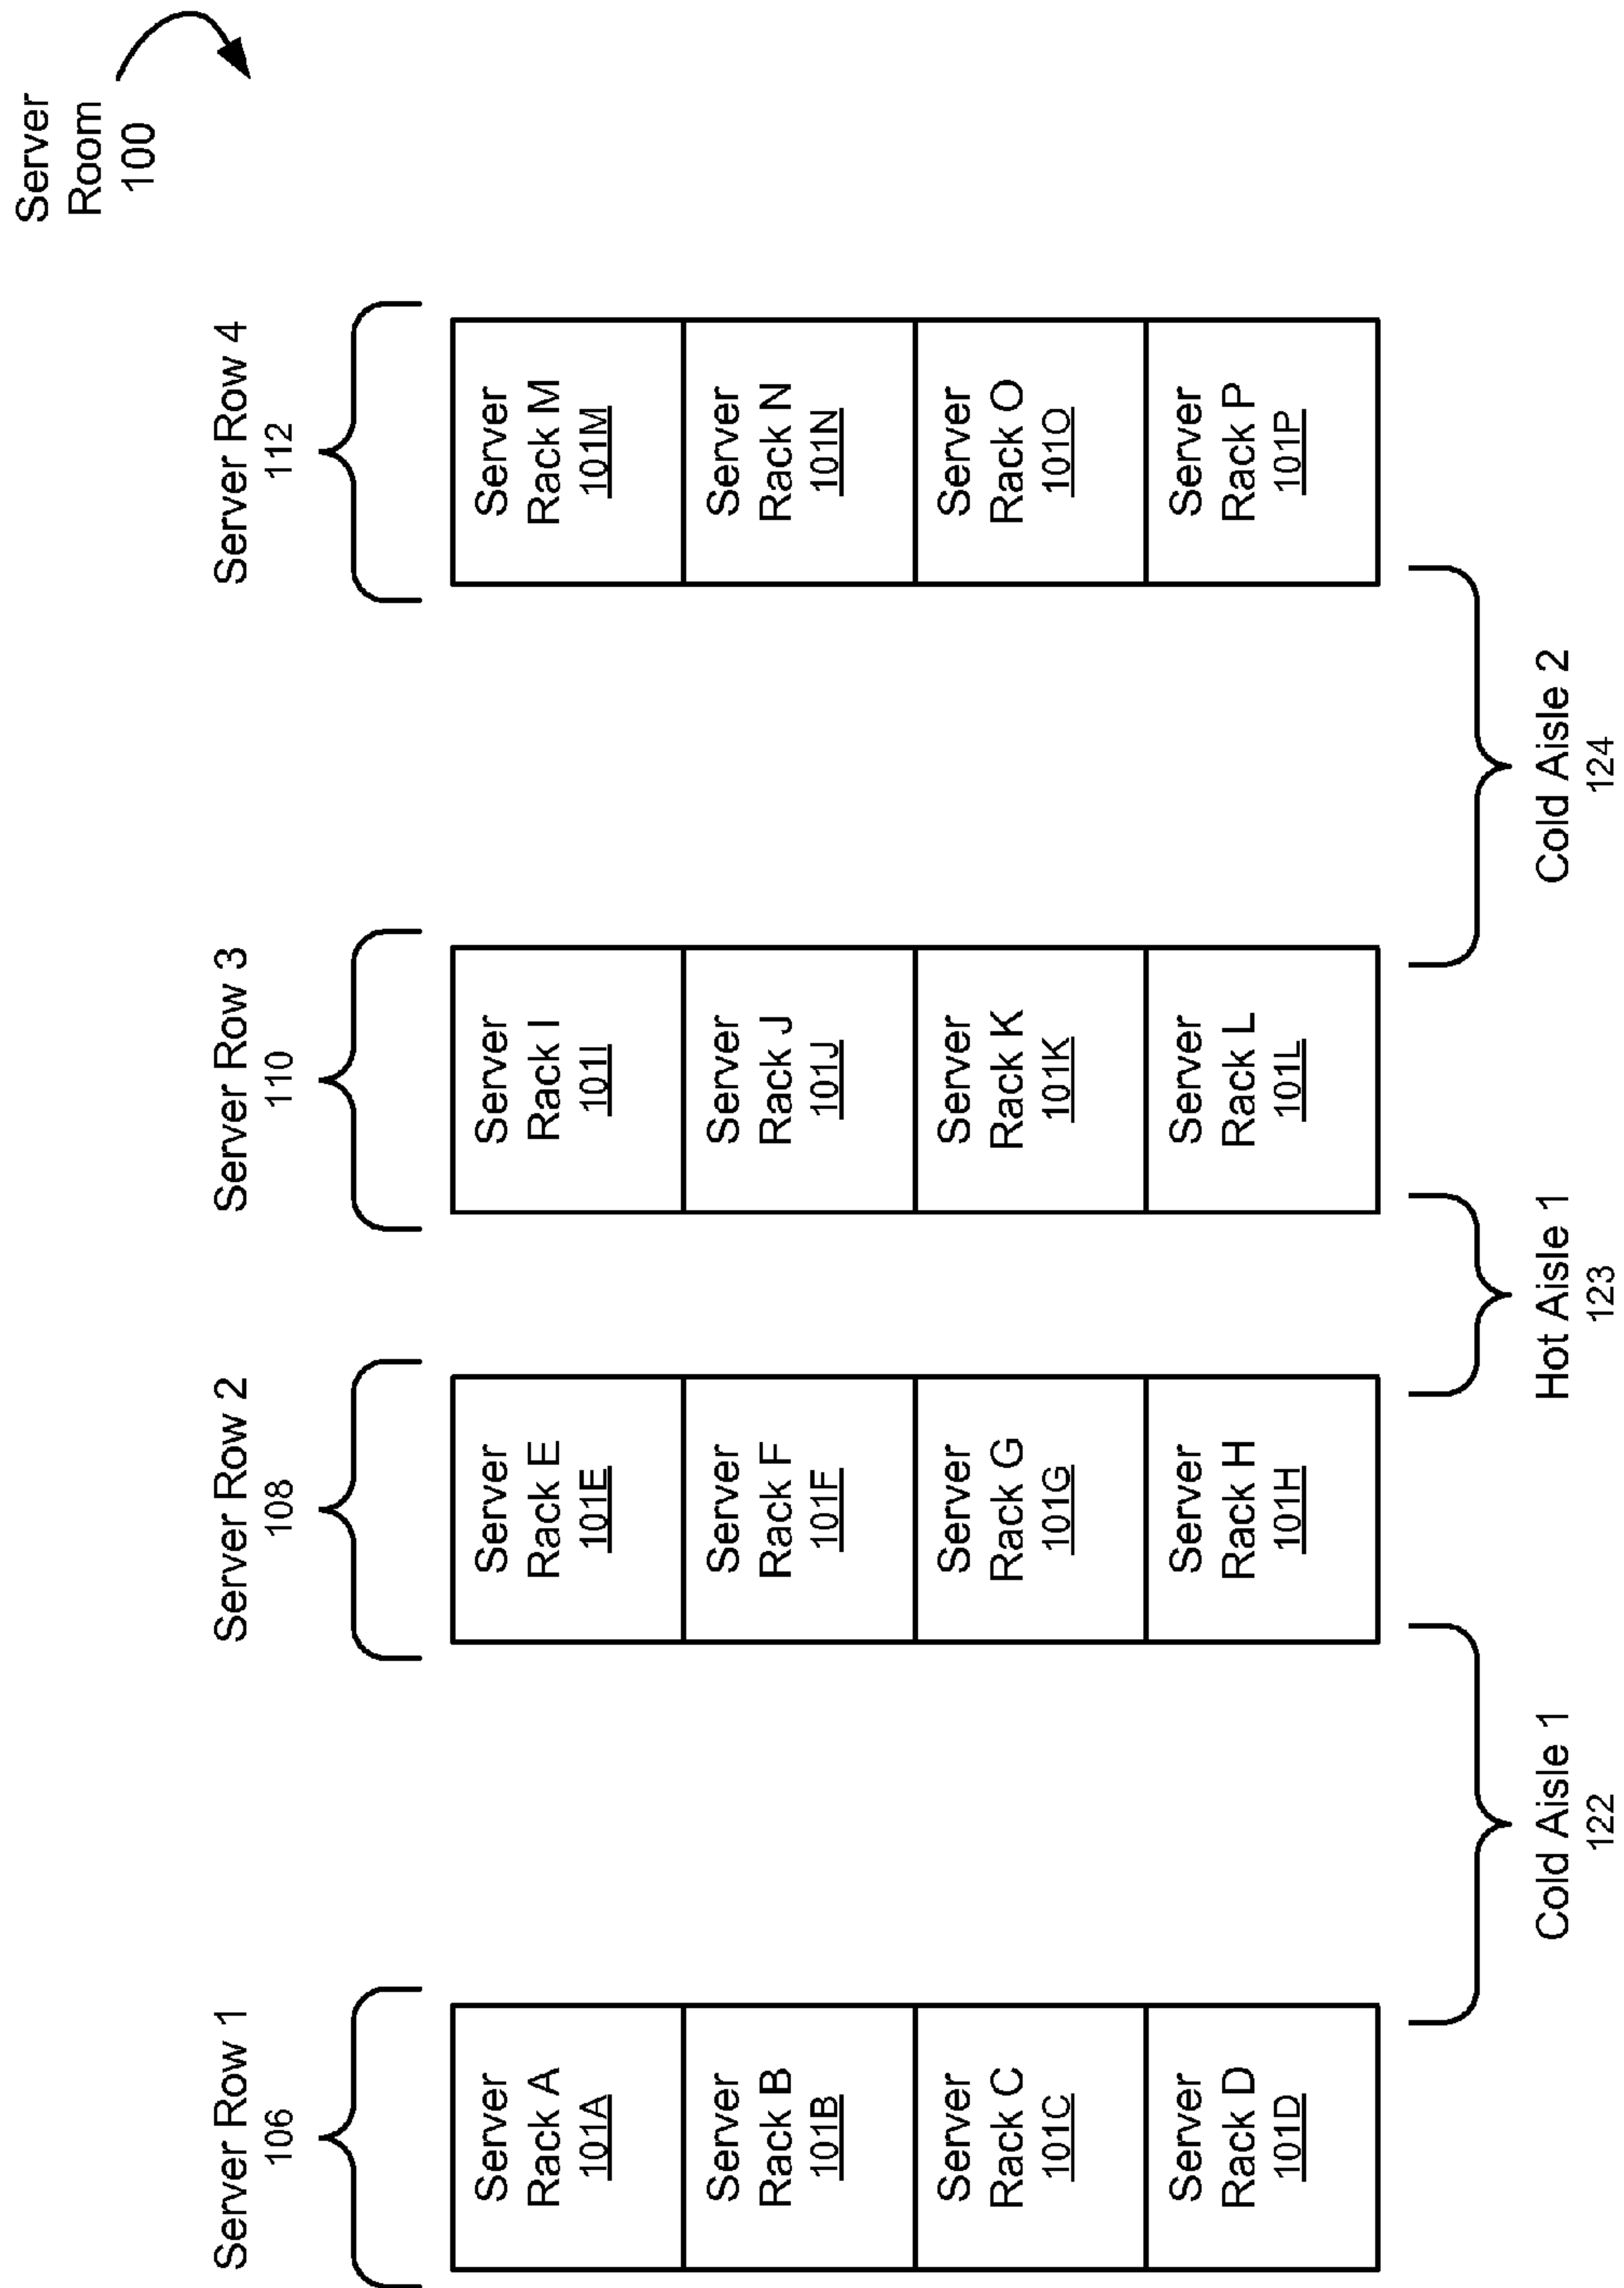 Server
Room
100
Server Row 1
106
Server Row 2
108
Server Row 3
110
Server Row 4
112
Server
Rack A
101A
Server
Rack B
101B
Server
Rack C
101C
Server
Rack D
101D
Server
Rack E
101E
Server
Rack F
101F
Server
Rack G
101G
Server
Rack H
101H
Server
Rack I
101I
Server
Rack J
101J
Server
Rack K
101K
Server
Rack L
101L
Server
Rack M
101M
Server
Rack N
101N
Server
Rack O
101O
Server
Rack P
101P
Cold Aisle 1
122
Hot Aisle 1
123
Cold Aisle 2
124